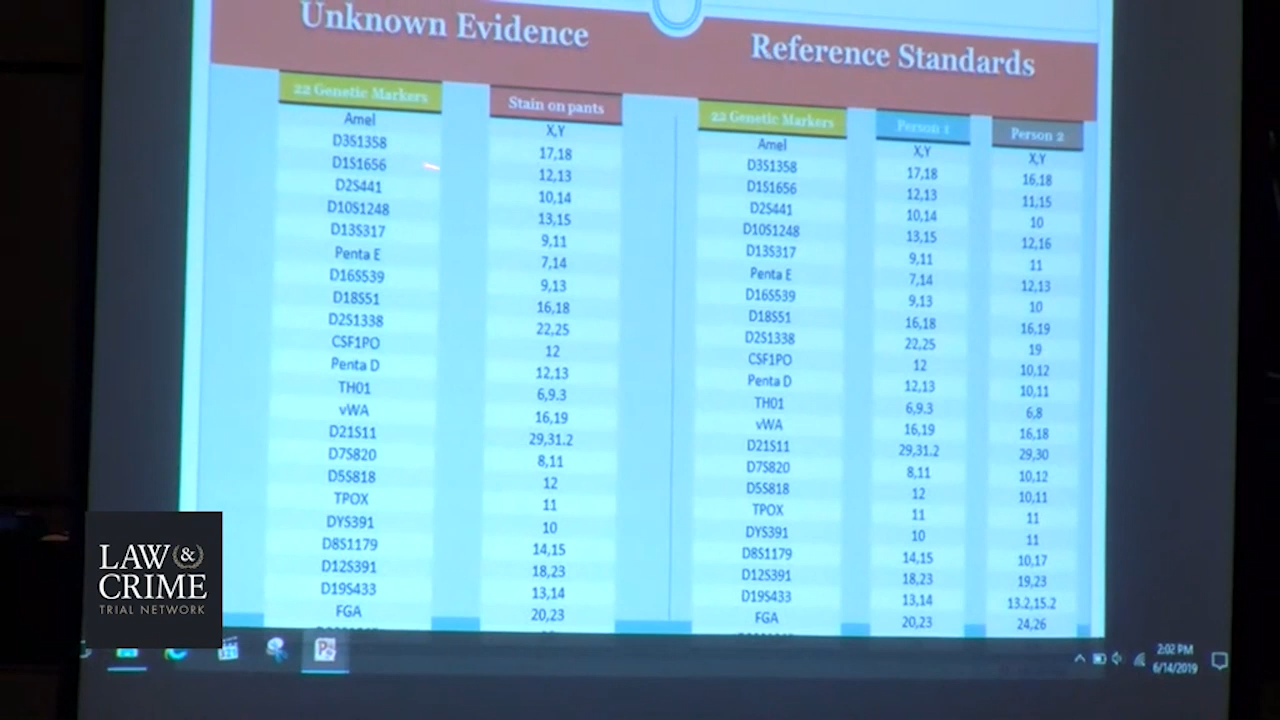 Unknown Evidence
22 Genetic Markers Stain on pants
Amel X,Y
D3S1358 17,18
D1S1656 12,13
D2S441 10,14
D10S1248 13,15
D13S317 9,11
Penta E 7,14
D16S539 9,13
D18S51 16,18
D2S1338 22,25
CSF1PO 12
Penta D 12,13
TH01 6,9.3
vWA 16,19
D21S11 29,31.2
D7S820 8,11
D5S818 12
TPOX 11
DYS391 10
D8S1179 14,15
D12S391 18,23
D19S433 13,14
FGA 20,23
Reference Standards
22 Genetic Markers Person 1 Person 2
Amel X,Y X,Y
D3S1358 17,18 16,18
D1S1656 12,13 11,15
D2S441 10,14 10
D10S1248 13,15 12,16
D13S317 9,11 11
Penta E 7,14 12,13
D16S539 9,13 10
D18S51 16,18 16,19
D2S1338 22,25 19
CSF1PO 12 10,12
Penta D 12,13 10,11
TH01 6,9.3 6,8
vWA 16,19 16,18
D21S11 29,31.2 29,30
D7S820 8,11 10,12
D5S818 12 10,11
TPOX 11 11
DYS391 10 11
D8S1179 14,15 10,17
D12S391 18,23 19,23
D19S433 13,14 13.2,15.2
FGA 20,23 24,26
LAW &
CRIME
TRIAL NETWORK
2:02 PM
6/14/2019